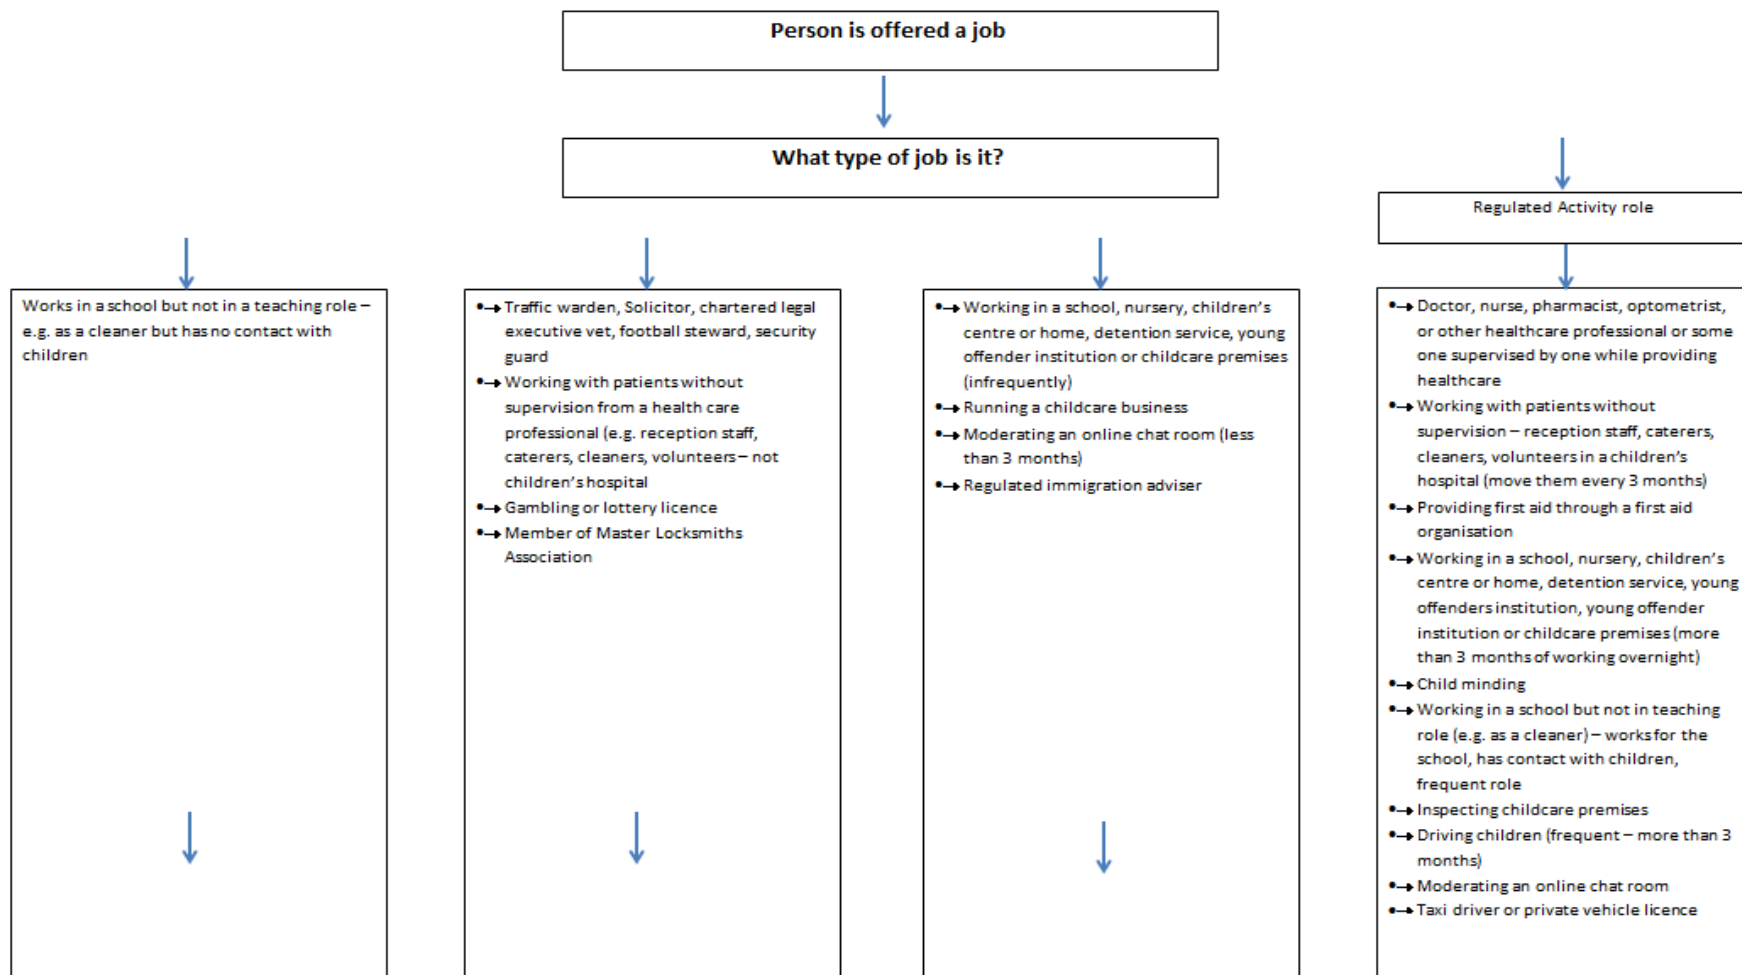 Person is offered a job
What type of job is it?
Regulated Activity role
Works in a school but not in a teaching role –
e.g. as a cleaner but has no contact with
children
•→ Traffic warden, Solicitor, chartered legal
executive vet, football steward, security
guard
•→ Working with patients without
supervision from a health care
professional (e.g. reception staff,
caterers, cleaners, volunteers – not
children's hospital
•→ Gambling or lottery licence
•→ Member of Master Locksmiths
Association
•→ Working in a school, nursery, children's
centre or home, detention service, young
offender institution or childcare premises
(infrequently)
•→ Running a childcare business
•→ Moderating an online chat room (less
than 3 months)
•→ Regulated immigration adviser
•→ Doctor, nurse, pharmacist, optometrist,
or other healthcare professional or some
one supervised by one while providing
healthcare
•→ Working with patients without
supervision – reception staff, caterers,
cleaners, volunteers in a children's
hospital (move them every 3 months)
•→ Providing first aid through a first aid
organisation
•→ Working in a school, nursery, children's
centre or home, detention service, young
offenders institution, young offender
institution or childcare premises (more
than 3 months of working overnight)
•→ Child minding
•→ Working in a school but not in teaching
role (e.g. as a cleaner) – works for the
school, has contact with children,
frequent role
•→ Inspecting childcare premises
•→ Driving children (frequent – more than 3
months)
•→ Moderating an online chat room
•→ Taxi driver or private vehicle licence